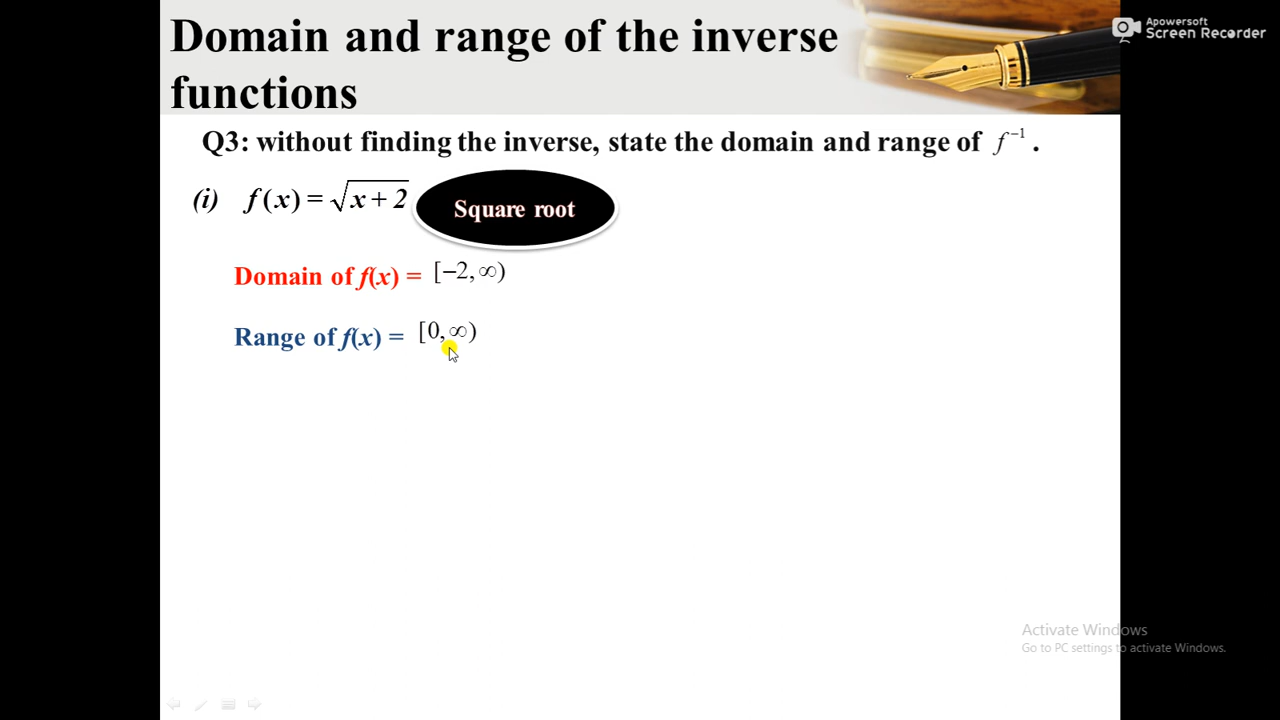 Domain and range of the inverse
functions
Apowersoft
Screen Recorder
Q3: without finding the inverse, state the domain and range of f⁻¹ .
(i) f(x) = √(x + 2)
Square root
Domain of f(x) = [−2, ∞)
Range of f(x) = [0, ∞)
Activate Windows
Go to PC settings to activate Windows.